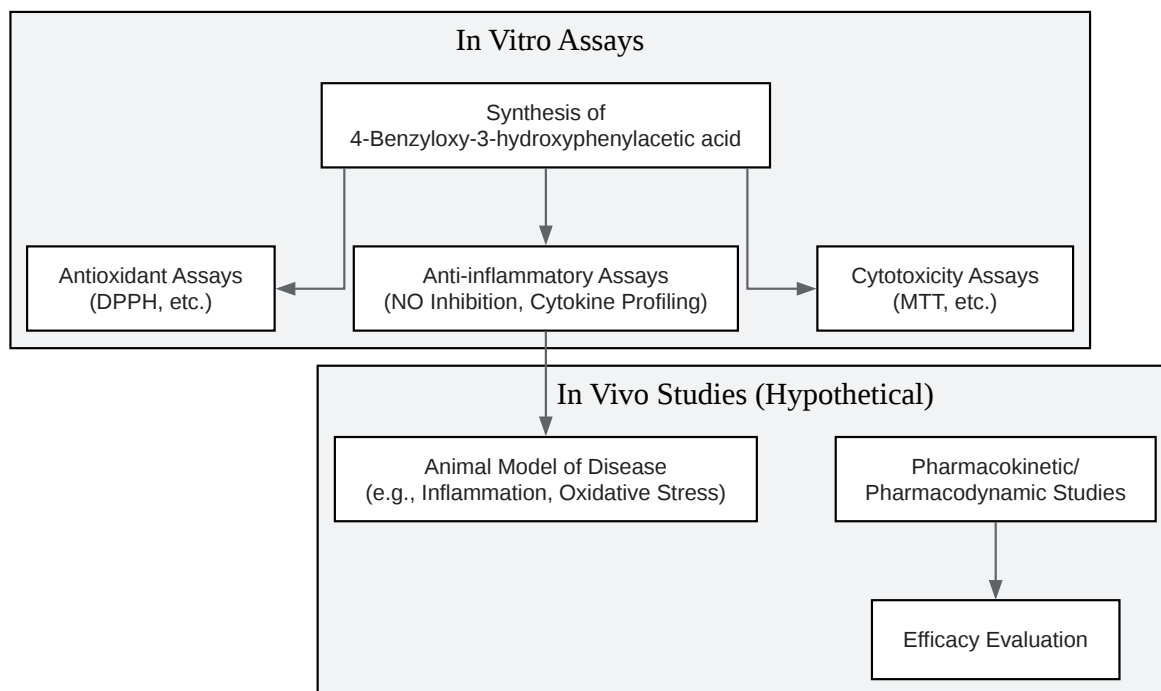 In Vitro Assays
Synthesis of
4-Benzyloxy-3-hydroxyphenylacetic acid
Antioxidant Assays
(DPPH, etc.)
Anti-inflammatory Assays
(NO Inhibition, Cytokine Profiling)
Cytotoxicity Assays
(MTT, etc.)
In Vivo Studies (Hypothetical)
Animal Model of Disease
(e.g., Inflammation, Oxidative Stress)
Pharmacokinetic/
Pharmacodynamic Studies
Efficacy Evaluation